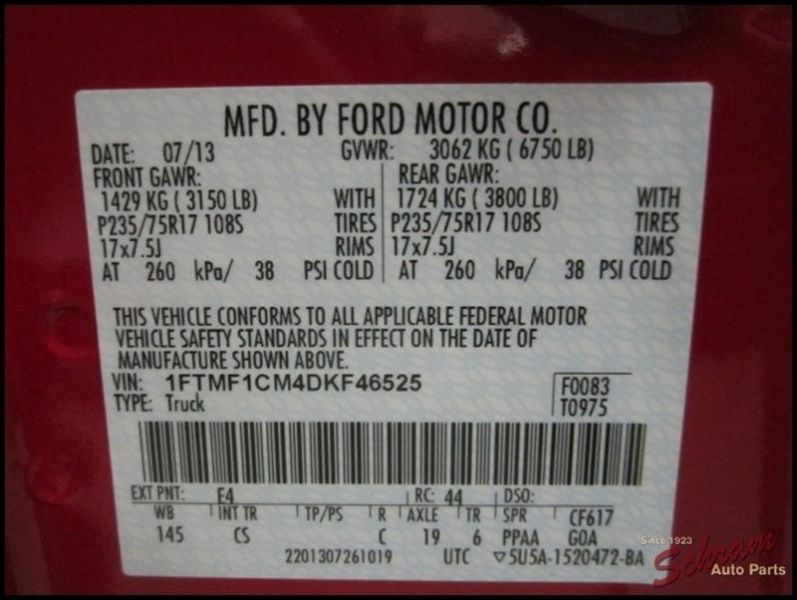 MFD. BY FORD MOTOR CO.
DATE: 07/13 GVWR: 3062 KG ( 6750 LB)
FRONT GAWR: REAR GAWR:
1429 KG ( 3150 LB) WITH 1724 KG ( 3800 LB) WITH
P235/75R17 108S TIRES P235/75R17 108S TIRES
17x7.5J RIMS 17x7.5J RIMS
AT 260 kPa/ 38 PSI COLD AT 260 kPa/ 38 PSI COLD
THIS VEHICLE CONFORMS TO ALL APPLICABLE FEDERAL MOTOR
VEHICLE SAFETY STANDARDS IN EFFECT ON THE DATE OF
MANUFACTURE SHOWN ABOVE.
VIN: 1FTMF1CM4DKF46525 F0083
TYPE: Truck T0975
EXT PNT: E4 RC: 44 DSO:
WB INT TR TP/PS R AXLE TR SPR CF617
145 CS C 19 6 PPAA GOA
2201307261019 UTC ▽5U5A-1520472-BA
Since 1923
Schram
Auto Parts